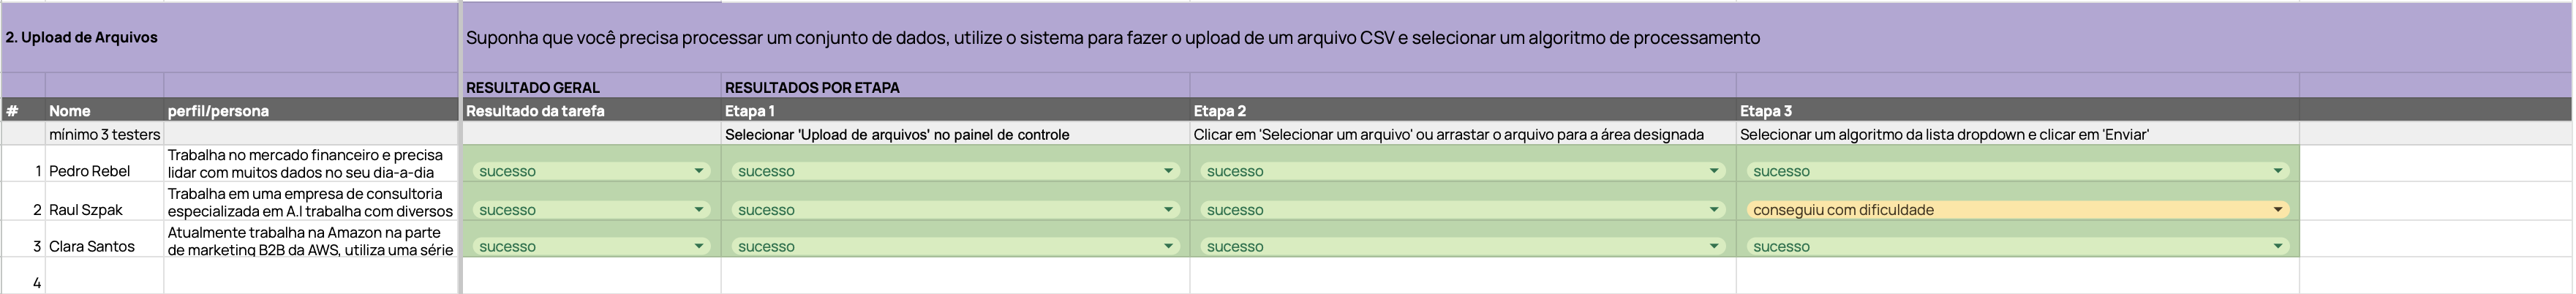 2. Upload de Arquivos
Suponha que você precisa processar um conjunto de dados, utilize o sistema para fazer o upload de um arquivo CSV e selecionar um algoritmo de processamento
RESULTADO GERAL RESULTADOS POR ETAPA
# Nome perfil/persona Resultado da tarefa Etapa 1 Etapa 2 Etapa 3
mínimo 3 testers Selecionar 'Upload de arquivos' no painel de controle Clicar em 'Selecionar um arquivo' ou arrastar o arquivo para a área designada Selecionar um algoritmo da lista dropdown e clicar em 'Enviar'
Trabalha no mercado financeiro e precisa
1 Pedro Rebel lidar com muitos dados no seu dia-a-dia sucesso sucesso sucesso sucesso
Trabalha em uma empresa de consultoria
2 Raul Szpak especializada em A.I trabalha com diversos sucesso sucesso sucesso conseguiu com dificuldade
Atualmente trabalha na Amazon na parte
3 Clara Santos de marketing B2B da AWS, utiliza uma série sucesso sucesso sucesso sucesso
4